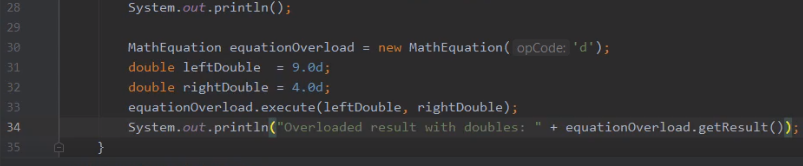 28 System.out.println();
29
30 MathEquation equationOverload = new MathEquation( opCode: 'd');
31 double leftDouble  = 9.0d;
32 double rightDouble = 4.0d;
33 equationOverload.execute(leftDouble, rightDouble);
34 System.out.println("Overloaded result with doubles: " + equationOverload.getResult());
35 }